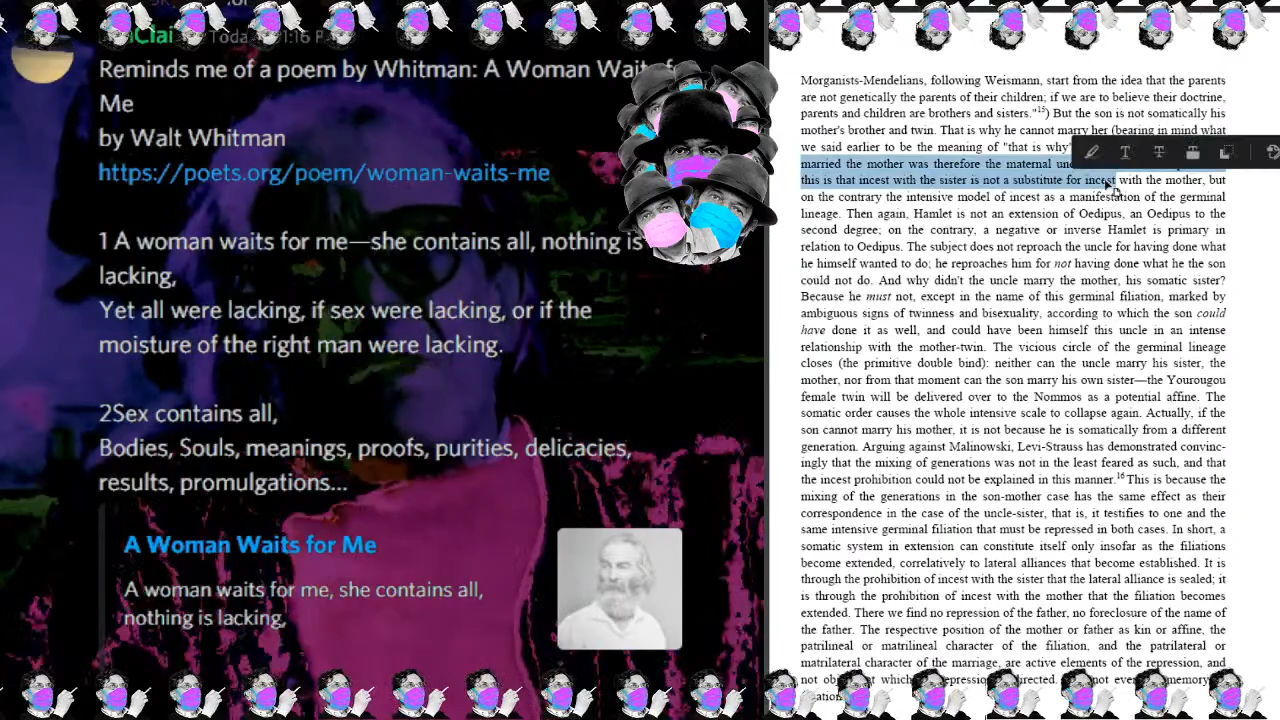 Clai Toda 1:16 P
Reminds me of a poem by Whitman: A Woman Waits f
Me
by Walt Whitman
https://poets.org/poem/woman-waits-me
1 A woman waits for me—she contains all, nothing is
lacking,
Yet all were lacking, if sex were lacking, or if the
moisture of the right man were lacking.
2Sex contains all,
Bodies, Souls, meanings, proofs, purities, delicacies,
results, promulgations...
A Woman Waits for Me
A woman waits for me, she contains all,
nothing is lacking,
Morganists-Mendelians, following Weismann, start from the idea that the parents
are not genetically the parents of their children; if we are to believe their doctrine,
parents and children are brothers and sisters."15) But the son is not somatically his
mother's brother and twin. That is why he cannot marry her (bearing in mind what
we said earlier to be the meaning of "that is why"
married the mother was therefore the maternal
this is that incest with the sister is not a substitute for incest with the mother, but
on the contrary the intensive model of incest as a manifestation of the germinal
lineage. Then again, Hamlet is not an extension of Oedipus, an Oedipus to the
second degree; on the contrary, a negative or inverse Hamlet is primary in
relation to Oedipus. The subject does not reproach the uncle for having done what
he himself wanted to do; he reproaches him for not having done what he the son
could not do. And why didn't the uncle marry the mother, his somatic sister?
Because he must not, except in the name of this germinal filiation, marked by
ambiguous signs of twinness and bisexuality, according to which the son could
have done it as well, and could have been himself this uncle in an intense
relationship with the mother-twin. The vicious circle of the germinal lineage
closes (the primitive double bind): neither can the uncle marry his sister, the
mother, nor from that moment can the son marry his own sister—the Yourougou
female twin will be delivered over to the Nommos as a potential affine. The
somatic order causes the whole intensive scale to collapse again. Actually, if the
son cannot marry his mother, it is not because he is somatically from a different
generation. Arguing against Malinowski, Levi-Strauss has demonstrated convinc-
ingly that the mixing of generations was not in the least feared as such, and that
the incest prohibition could not be explained in this manner.16 This is because the
mixing of the generations in the son-mother case has the same effect as their
correspondence in the case of the uncle-sister, that is, it testifies to one and the
same intensive germinal filiation that must be repressed in both cases. In short, a
somatic system in extension can constitute itself only insofar as the filiations
become extended, correlatively to lateral alliances that become established. It is
through the prohibition of incest with the sister that the lateral alliance is sealed; it
is through the prohibition of incest with the mother that the filiation becomes
extended. There we find no repression of the father, no foreclosure of the name of
the father. The respective position of the mother or father as kin or affine, the
patrilineal or matrilineal character of the filiation, and the patrilateral or
matrilateral character of the marriage, are active elements of the repression, and
not which directed. not memory